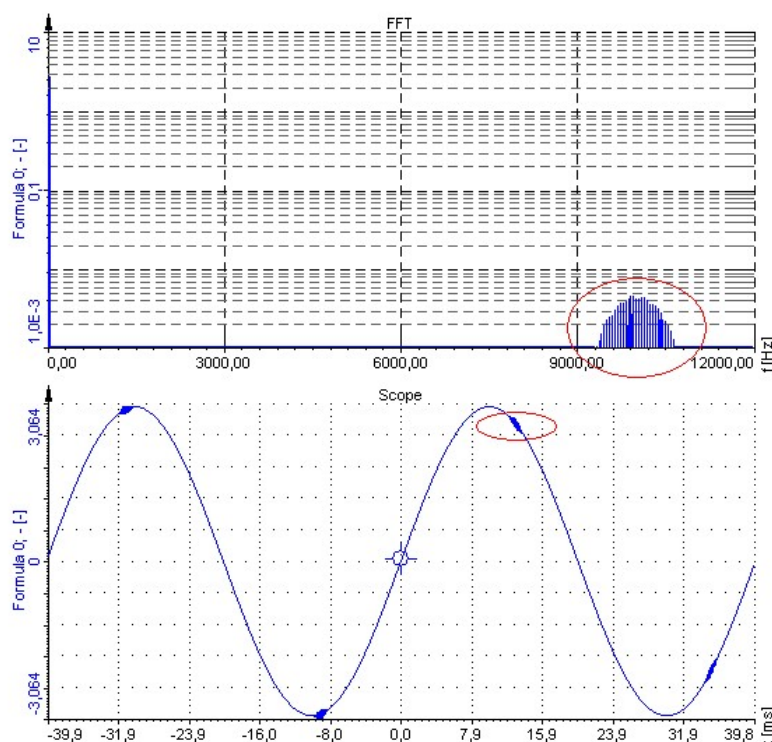 FFT
10
0,1
1,0E-3
Formula 0; - [-]
0,00 3000,00 6000,00 9000,00 12000,00 f [Hz]
Scope
3,064
0
-3,064
Formula 0; - [-]
-39,9 -31,9 -23,9 -16,0 -8,0 0,0 7,9 15,9 23,9 31,9 39,8 [ms]